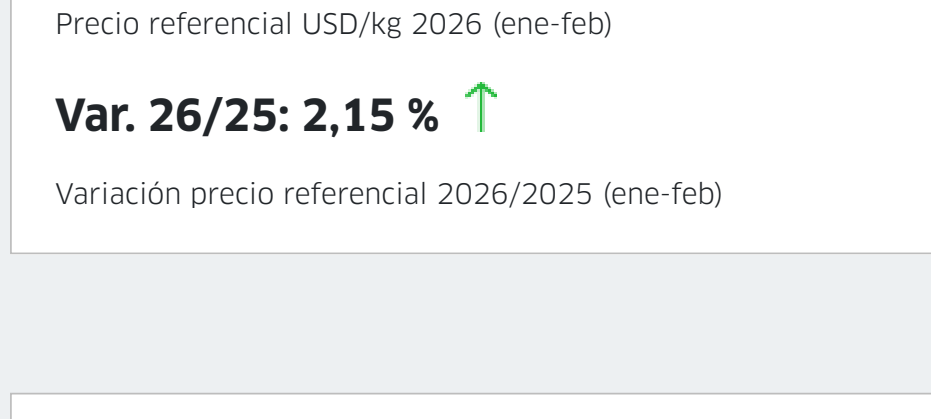 Precio referencial USD/kg 2026 (ene-feb)
Var. 26/25: 2,15 % ↑
Variación precio referencial 2026/2025 (ene-feb)